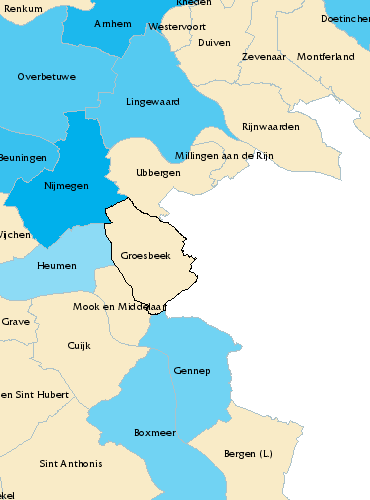 Rheden
Renkum
Arnhem
Doetinchem
Westervoort
Duiven
Zevenaar
Montferland
Overbetuwe
Lingewaard
Rijnwaarden
Beuningen
Millingen aan de Rijn
Ubbergen
Nijmegen
Wijchen
Groesbeek
Heumen
Mook en Middelaar
Grave
Cuijk
Gennep
en Sint Hubert
Boxmeer
Bergen (L.)
Sint Anthonis
kel